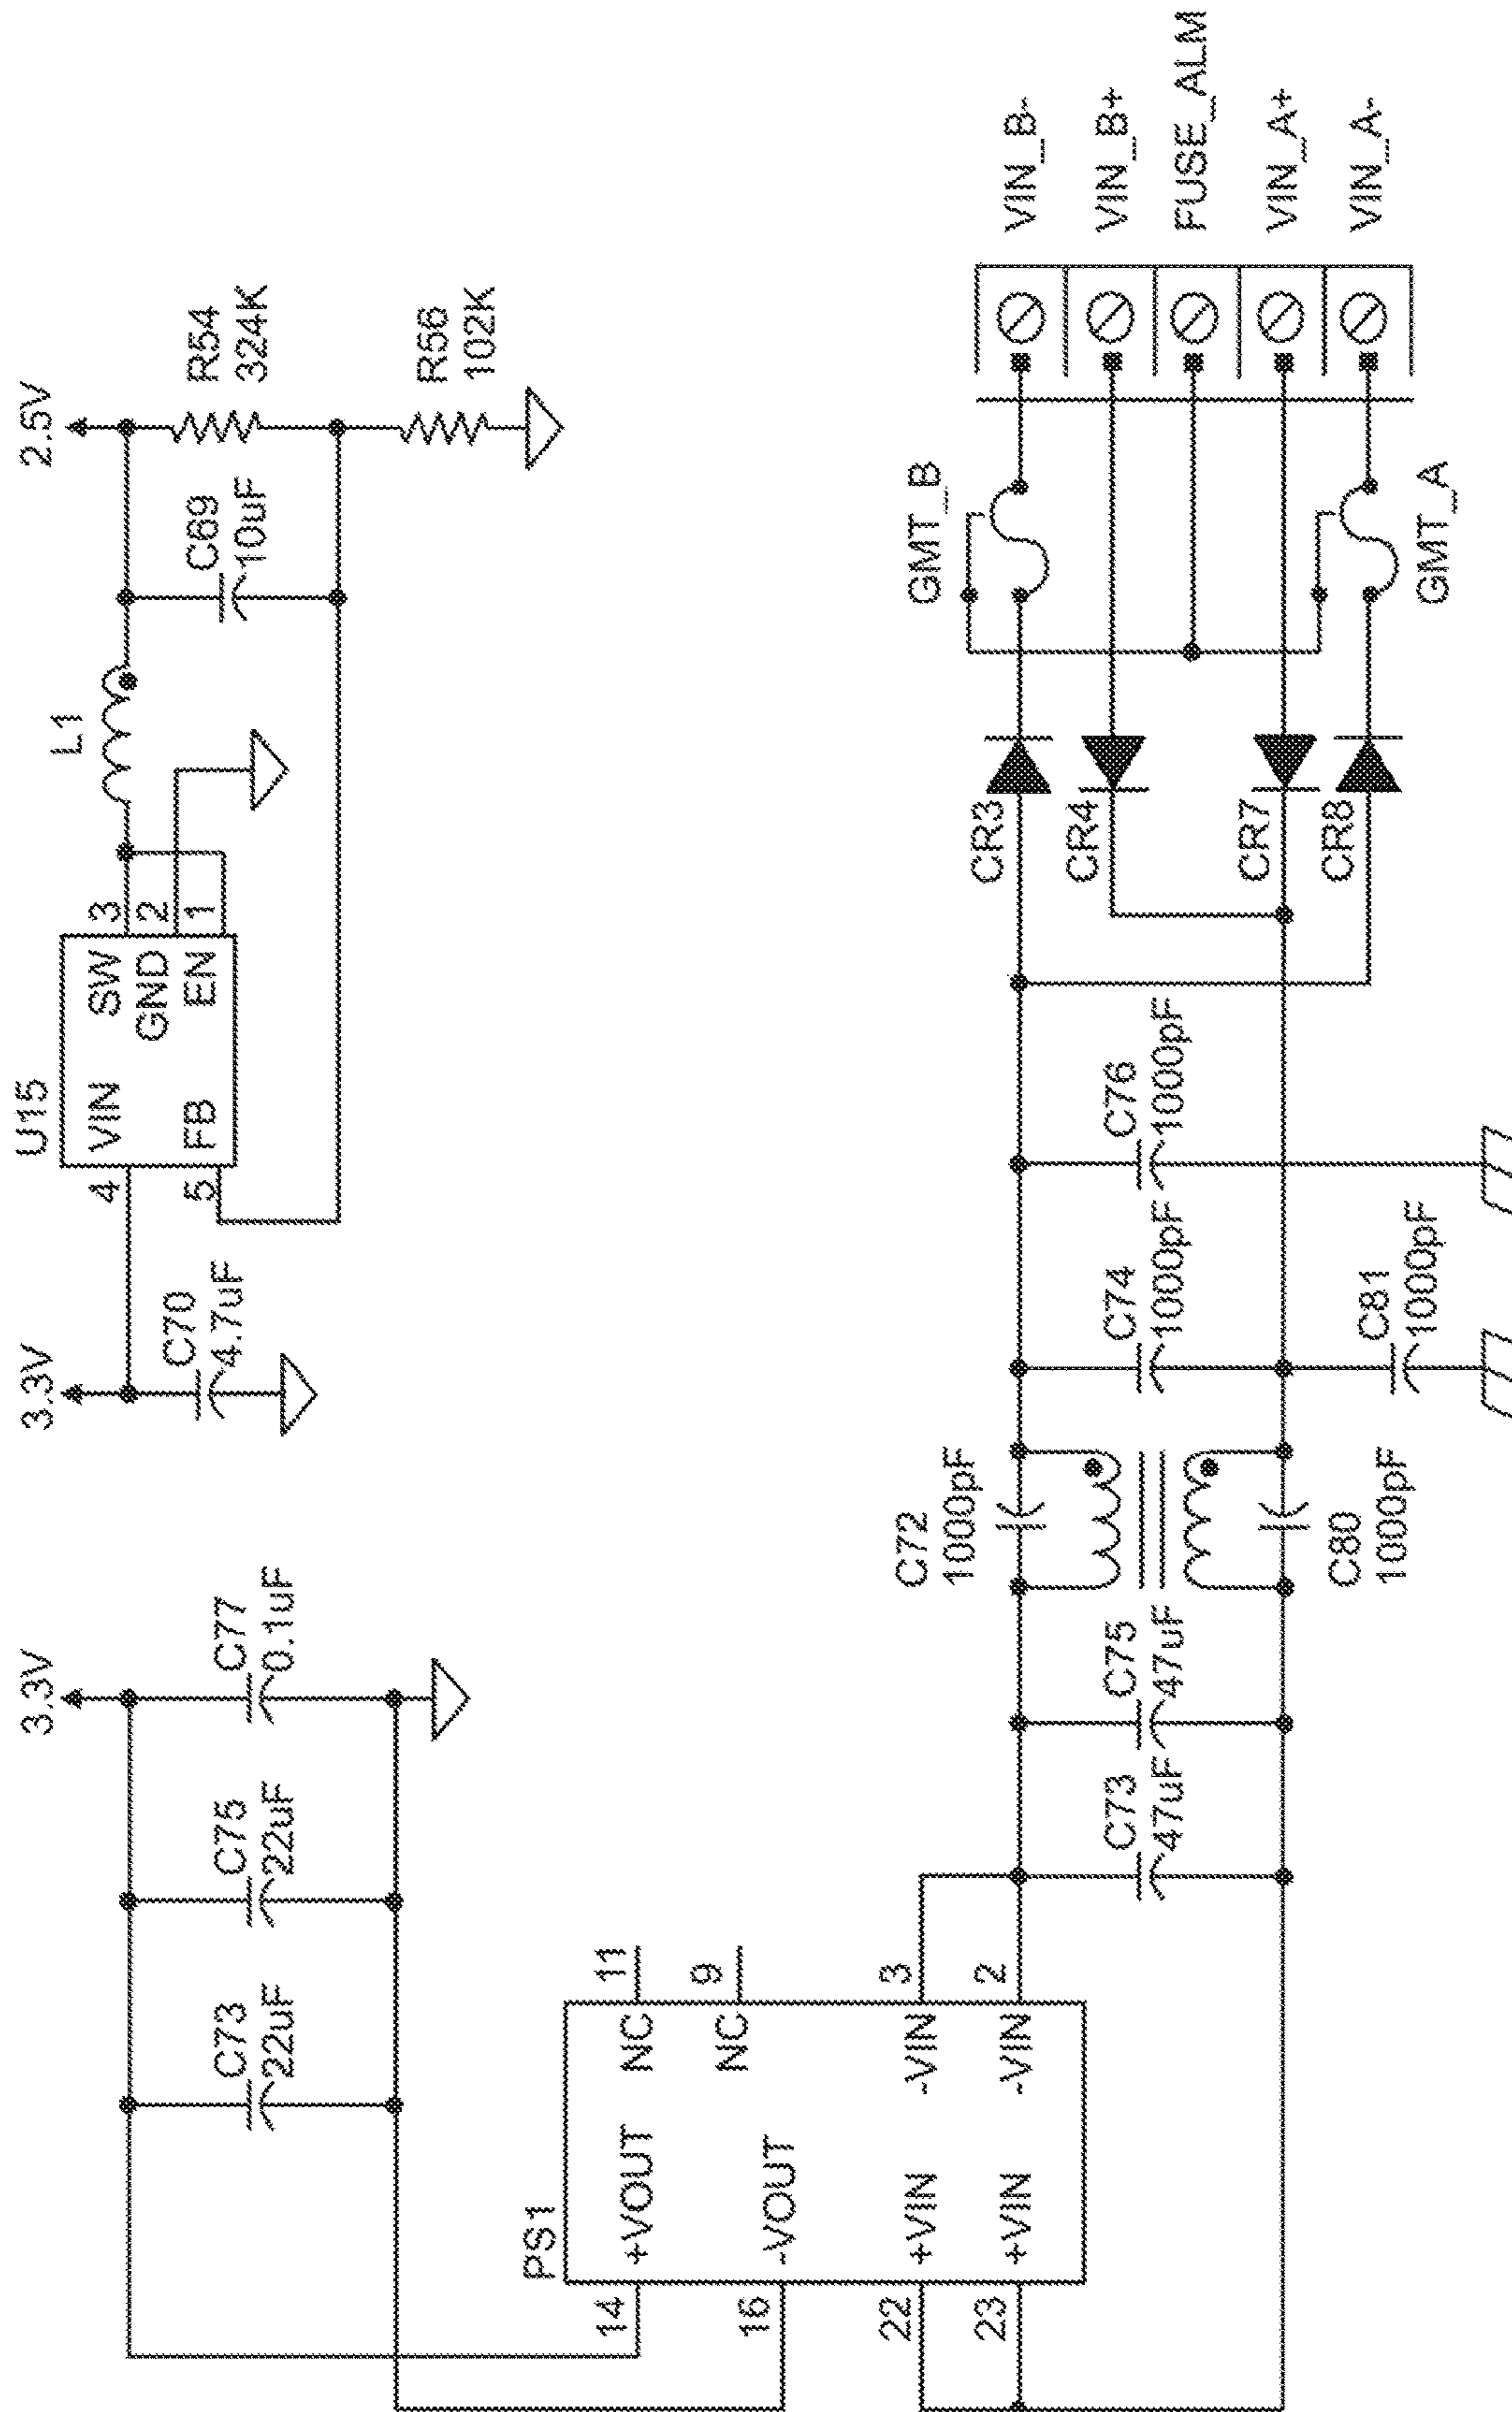 3.3V
C73
22uF
C75
22uF
C77
0.1uF
3.3V
C70
4.7uF
U15
VIN
SW
GND
FB
EN
4
5
3
2
1
L1
2.5V
C69
10uF
R54
324K
R56
102K
PS1
+VOUT
NC
NC
-VOUT
+VIN
-VIN
+VIN
-VIN
14
16
22
23
11
9
3
2
C73
47uF
C75
47uF
C72
1000pF
C80
1000pF
C74
1000pF
C76
1000pF
C81
1000pF
CR3
CR4
CR7
CR8
GMT_B
GMT_A
VIN_B-
VIN_B+
FUSE_ALM
VIN_A+
VIN_A-